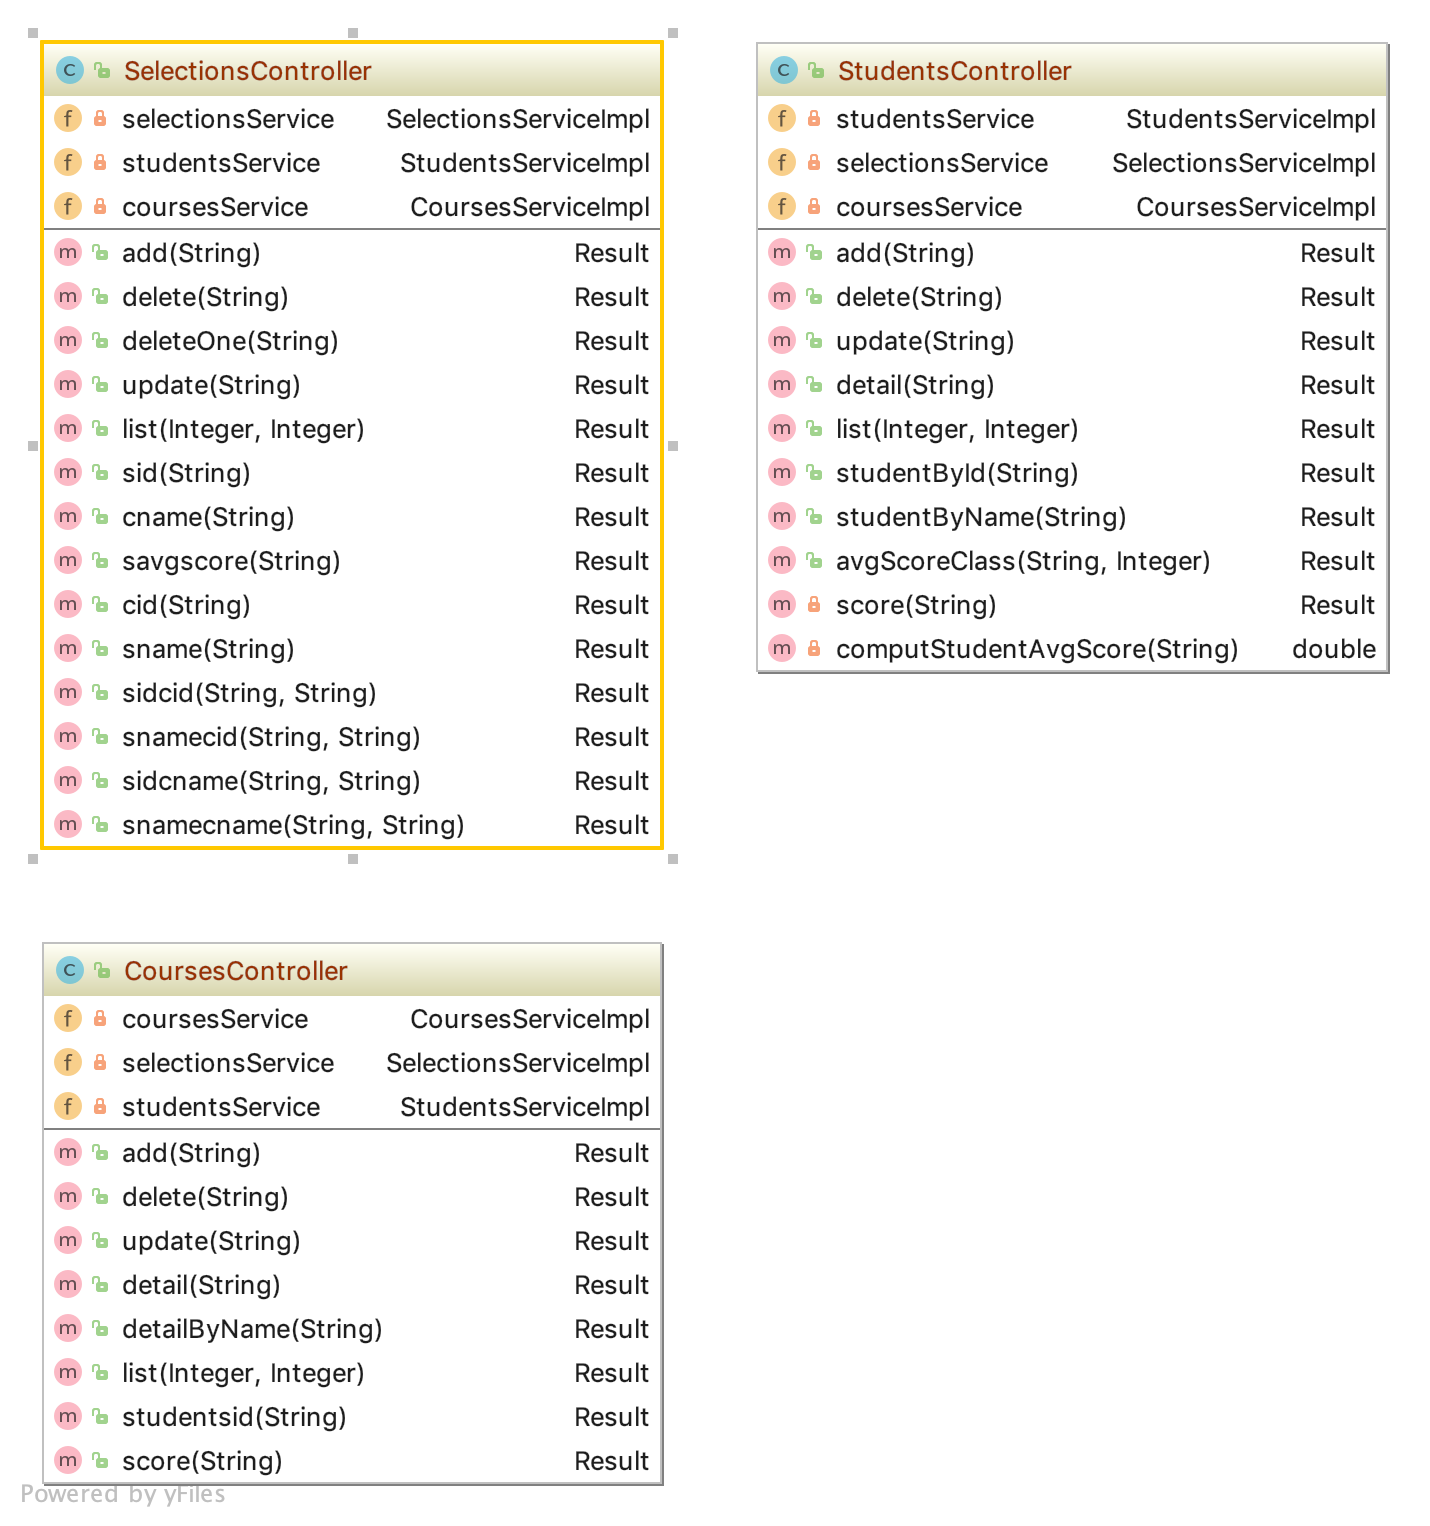 C SelectionsController
f selectionsService SelectionsServiceImpl
f studentsService StudentsServiceImpl
f coursesService CoursesServiceImpl
m add(String) Result
m delete(String) Result
m deleteOne(String) Result
m update(String) Result
m list(Integer, Integer) Result
m sid(String) Result
m cname(String) Result
m savgscore(String) Result
m cid(String) Result
m sname(String) Result
m sidcid(String, String) Result
m snamecid(String, String) Result
m sidcname(String, String) Result
m snamecname(String, String) Result
C StudentsController
f studentsService StudentsServiceImpl
f selectionsService SelectionsServiceImpl
f coursesService CoursesServiceImpl
m add(String) Result
m delete(String) Result
m update(String) Result
m detail(String) Result
m list(Integer, Integer) Result
m studentById(String) Result
m studentByName(String) Result
m avgScoreClass(String, Integer) Result
m score(String) Result
m computStudentAvgScore(String) double
C CoursesController
f coursesService CoursesServiceImpl
f selectionsService SelectionsServiceImpl
f studentsService StudentsServiceImpl
m add(String) Result
m delete(String) Result
m update(String) Result
m detail(String) Result
m detailByName(String) Result
m list(Integer, Integer) Result
m studentsid(String) Result
m score(String) Result
Powered by yFiles